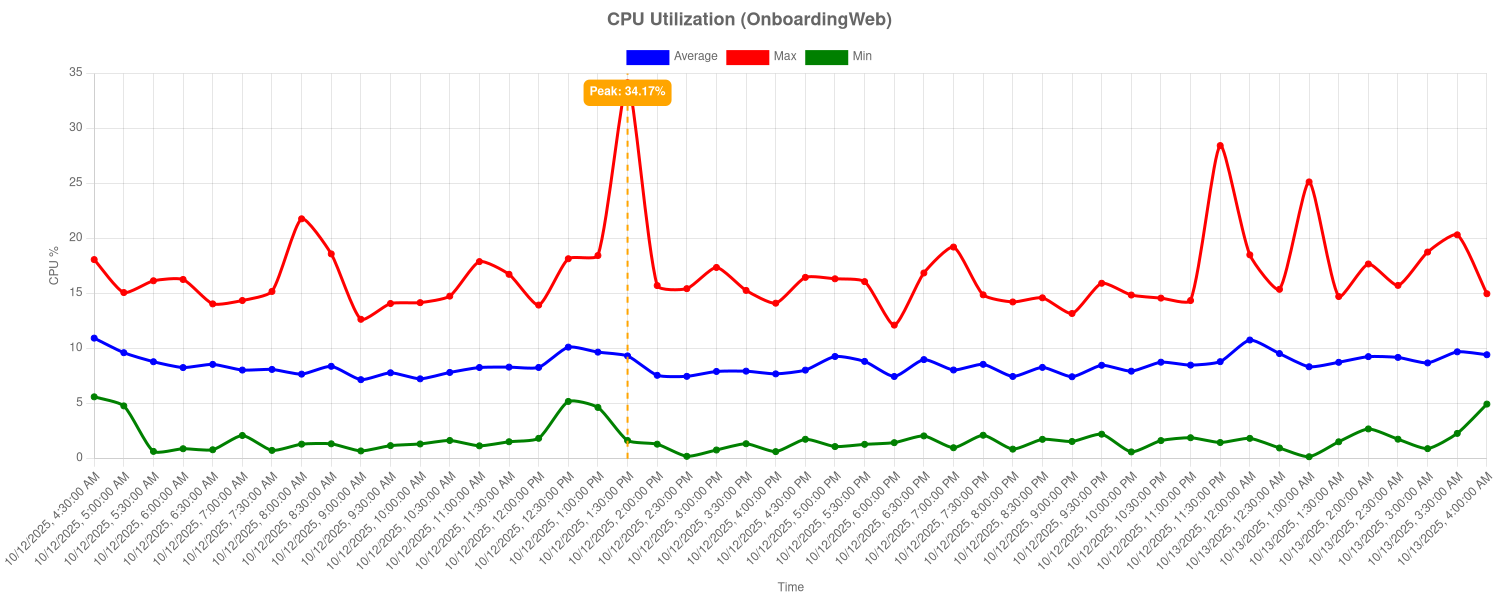 CPU Utilization (OnboardingWeb)
Average Max Min
Peak: 34.17%
35
30
25
20
15
10
5
0
CPU %
10/12/2025, 4:30:00 AM
10/12/2025, 5:00:00 AM
10/12/2025, 5:30:00 AM
10/12/2025, 6:00:00 AM
10/12/2025, 6:30:00 AM
10/12/2025, 7:00:00 AM
10/12/2025, 7:30:00 AM
10/12/2025, 8:00:00 AM
10/12/2025, 8:30:00 AM
10/12/2025, 9:00:00 AM
10/12/2025, 9:30:00 AM
10/12/2025, 10:00:00 AM
10/12/2025, 10:30:00 AM
10/12/2025, 11:00:00 AM
10/12/2025, 11:30:00 AM
10/12/2025, 12:00:00 PM
10/12/2025, 12:30:00 PM
10/12/2025, 1:00:00 PM
10/12/2025, 1:30:00 PM
10/12/2025, 2:00:00 PM
10/12/2025, 2:30:00 PM
10/12/2025, 3:00:00 PM
10/12/2025, 3:30:00 PM
10/12/2025, 4:00:00 PM
10/12/2025, 4:30:00 PM
10/12/2025, 5:00:00 PM
10/12/2025, 5:30:00 PM
10/12/2025, 6:00:00 PM
10/12/2025, 6:30:00 PM
10/12/2025, 7:00:00 PM
10/12/2025, 7:30:00 PM
10/12/2025, 8:00:00 PM
10/12/2025, 8:30:00 PM
10/12/2025, 9:00:00 PM
10/12/2025, 9:30:00 PM
10/12/2025, 10:00:00 PM
10/12/2025, 10:30:00 PM
10/12/2025, 11:00:00 PM
10/12/2025, 11:30:00 PM
10/13/2025, 12:00:00 AM
10/13/2025, 12:30:00 AM
10/13/2025, 1:00:00 AM
10/13/2025, 1:30:00 AM
10/13/2025, 2:00:00 AM
10/13/2025, 2:30:00 AM
10/13/2025, 3:00:00 AM
10/13/2025, 3:30:00 AM
10/13/2025, 4:00:00 AM
Time